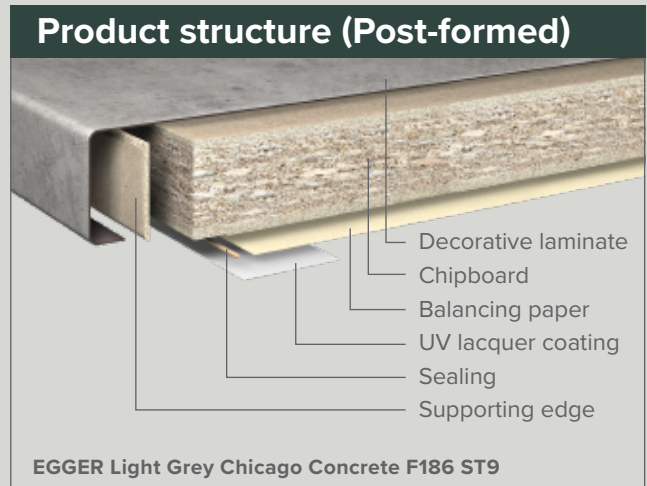 Product structure (Post-formed)
Decorative laminate
Chipboard
Balancing paper
UV lacquer coating
Sealing
Supporting edge
EGGER Light Grey Chicago Concrete F186 ST9